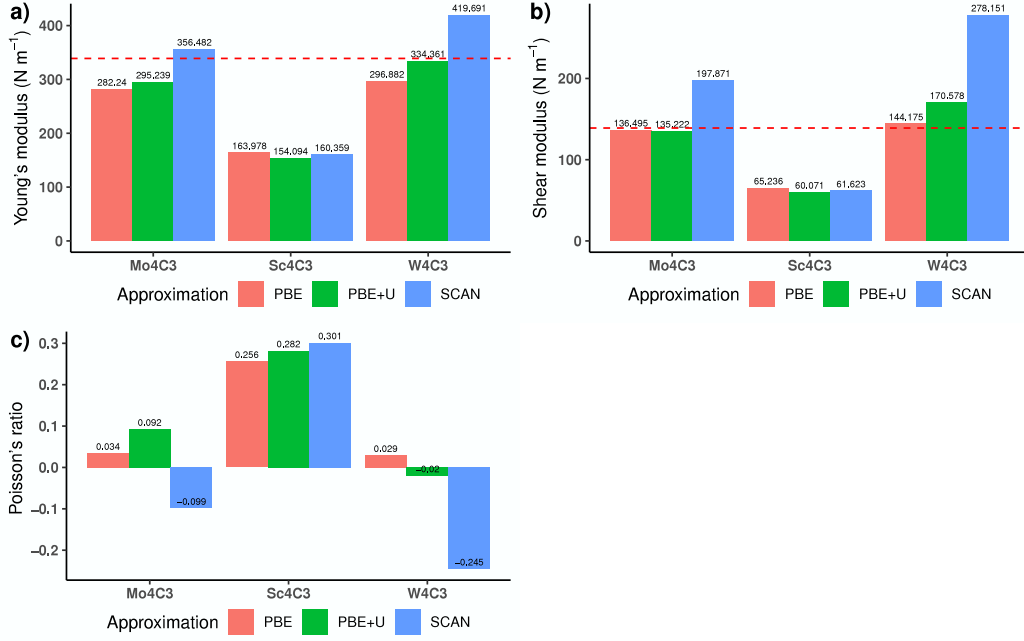 a)
Young's modulus (N m⁻¹)
400
300
200
100
0
282.24
295.239
356.482
163.978
154.094
160.359
296.882
334.361
419.691
Mo4C3
Sc4C3
W4C3
Approximation PBE PBE+U SCAN
b)
Shear modulus (N m⁻¹)
200
100
0
136.495
135.222
197.871
65.236
60.071
61.623
144.175
170.578
278.151
Mo4C3
Sc4C3
W4C3
Approximation PBE PBE+U SCAN
c)
Poisson's ratio
0.3
0.2
0.1
0.0
−0.1
−0.2
0.034
0.092
−0.099
0.256
0.282
0.301
0.029
−0.02
−0.245
Mo4C3
Sc4C3
W4C3
Approximation PBE PBE+U SCAN